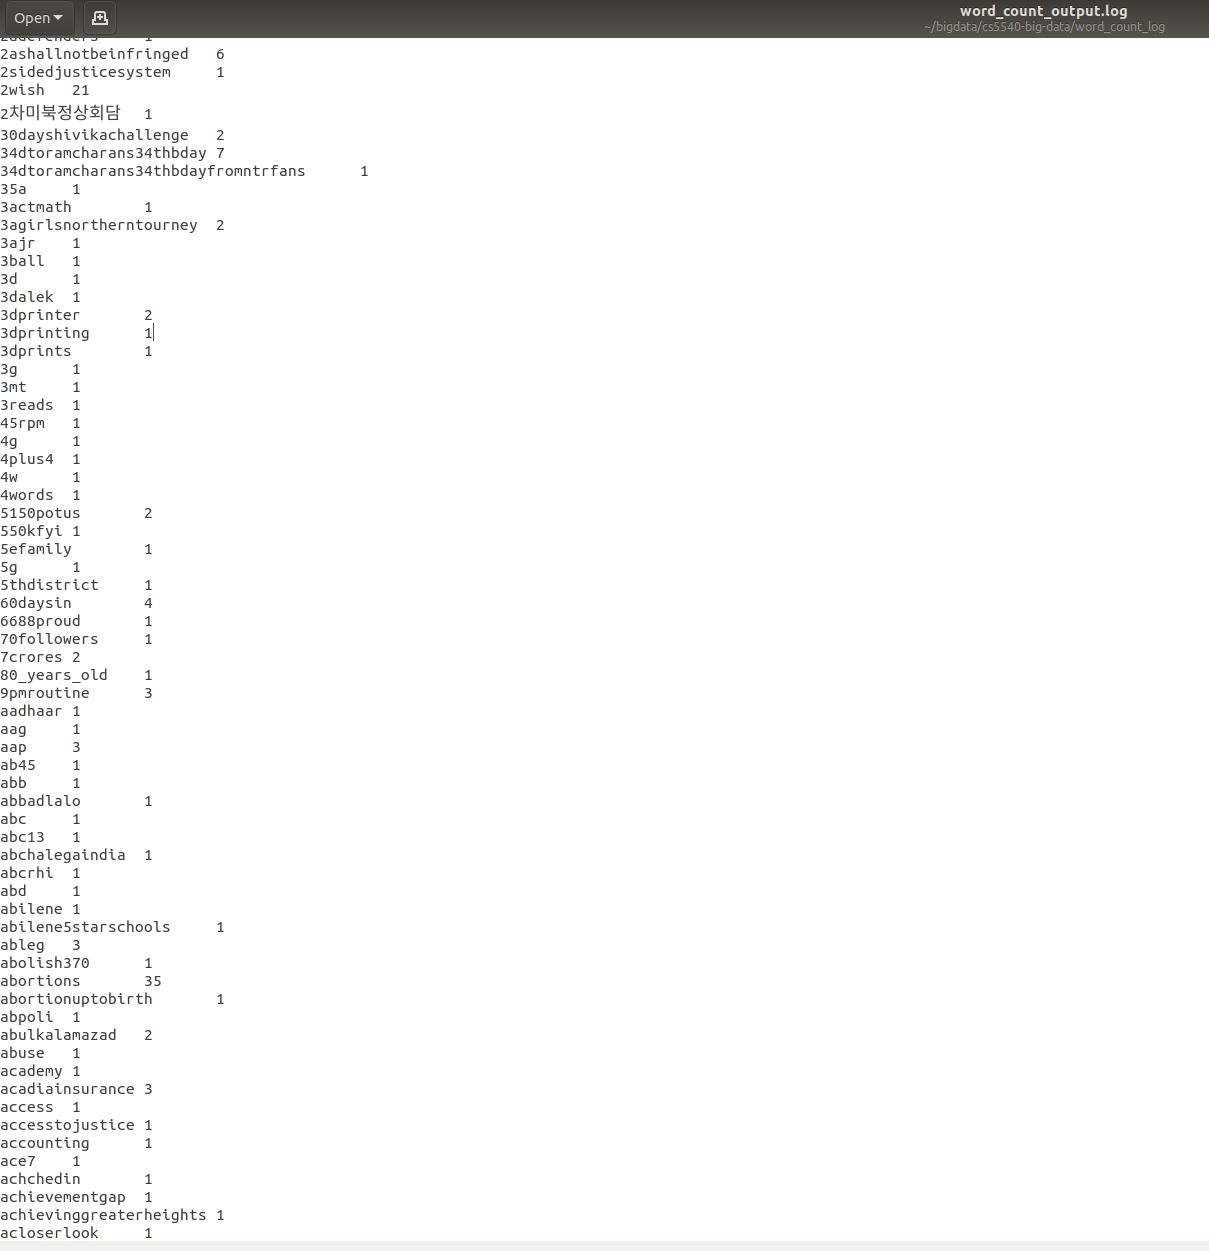 Open
word_count_output.log
~/bigdata/cs5540-big-data/word_count_log
2ashallnotbeinfringed 6
2sidedjusticesystem 1
2wish 21
2차미북정상회담 1
30dayshivikachallenge 2
34dtoramcharans34thbday 7
34dtoramcharans34thbdayfromntrfans 1
35a 1
3actmath 1
3agirlsnortherntourney 2
3ajr 1
3ball 1
3d 1
3dalek 1
3dprinter 2
3dprinting 1
3dprints 1
3g 1
3mt 1
3reads 1
45rpm 1
4g 1
4plus4 1
4w 1
4words 1
5150potus 2
550kfyi 1
5efamily 1
5g 1
5thdistrict 1
60daysin 4
6688proud 1
70followers 1
7crores 2
80_years_old 1
9pmroutine 3
aadhaar 1
aag 1
aap 3
ab45 1
abb 1
abbadlalo 1
abc 1
abc13 1
abchalegaindia 1
abcrhi 1
abd 1
abilene 1
abilene5starschools 1
ableg 3
abolish370 1
abortions 35
abortionuptobirth 1
abpoli 1
abulkalamazad 2
abuse 1
academy 1
acadiainsurance 3
access 1
accesstojustice 1
accounting 1
ace7 1
achchedin 1
achievementgap 1
achievinggreaterheights 1
acloserlook 1